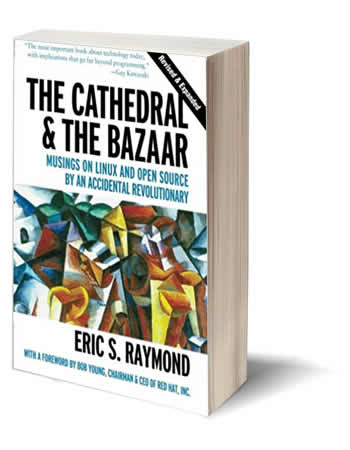 "The most important book about technology today,
with implications that go far beyond programming."
—Guy Kawasaki
Revised & Expanded
THE CATHEDRAL
& THE BAZAAR
MUSINGS ON LINUX AND OPEN SOURCE
BY AN ACCIDENTAL REVOLUTIONARY
ERIC S. RAYMOND
WITH A FOREWORD BY BOB YOUNG, CHAIRMAN & CEO OF RED HAT, INC.